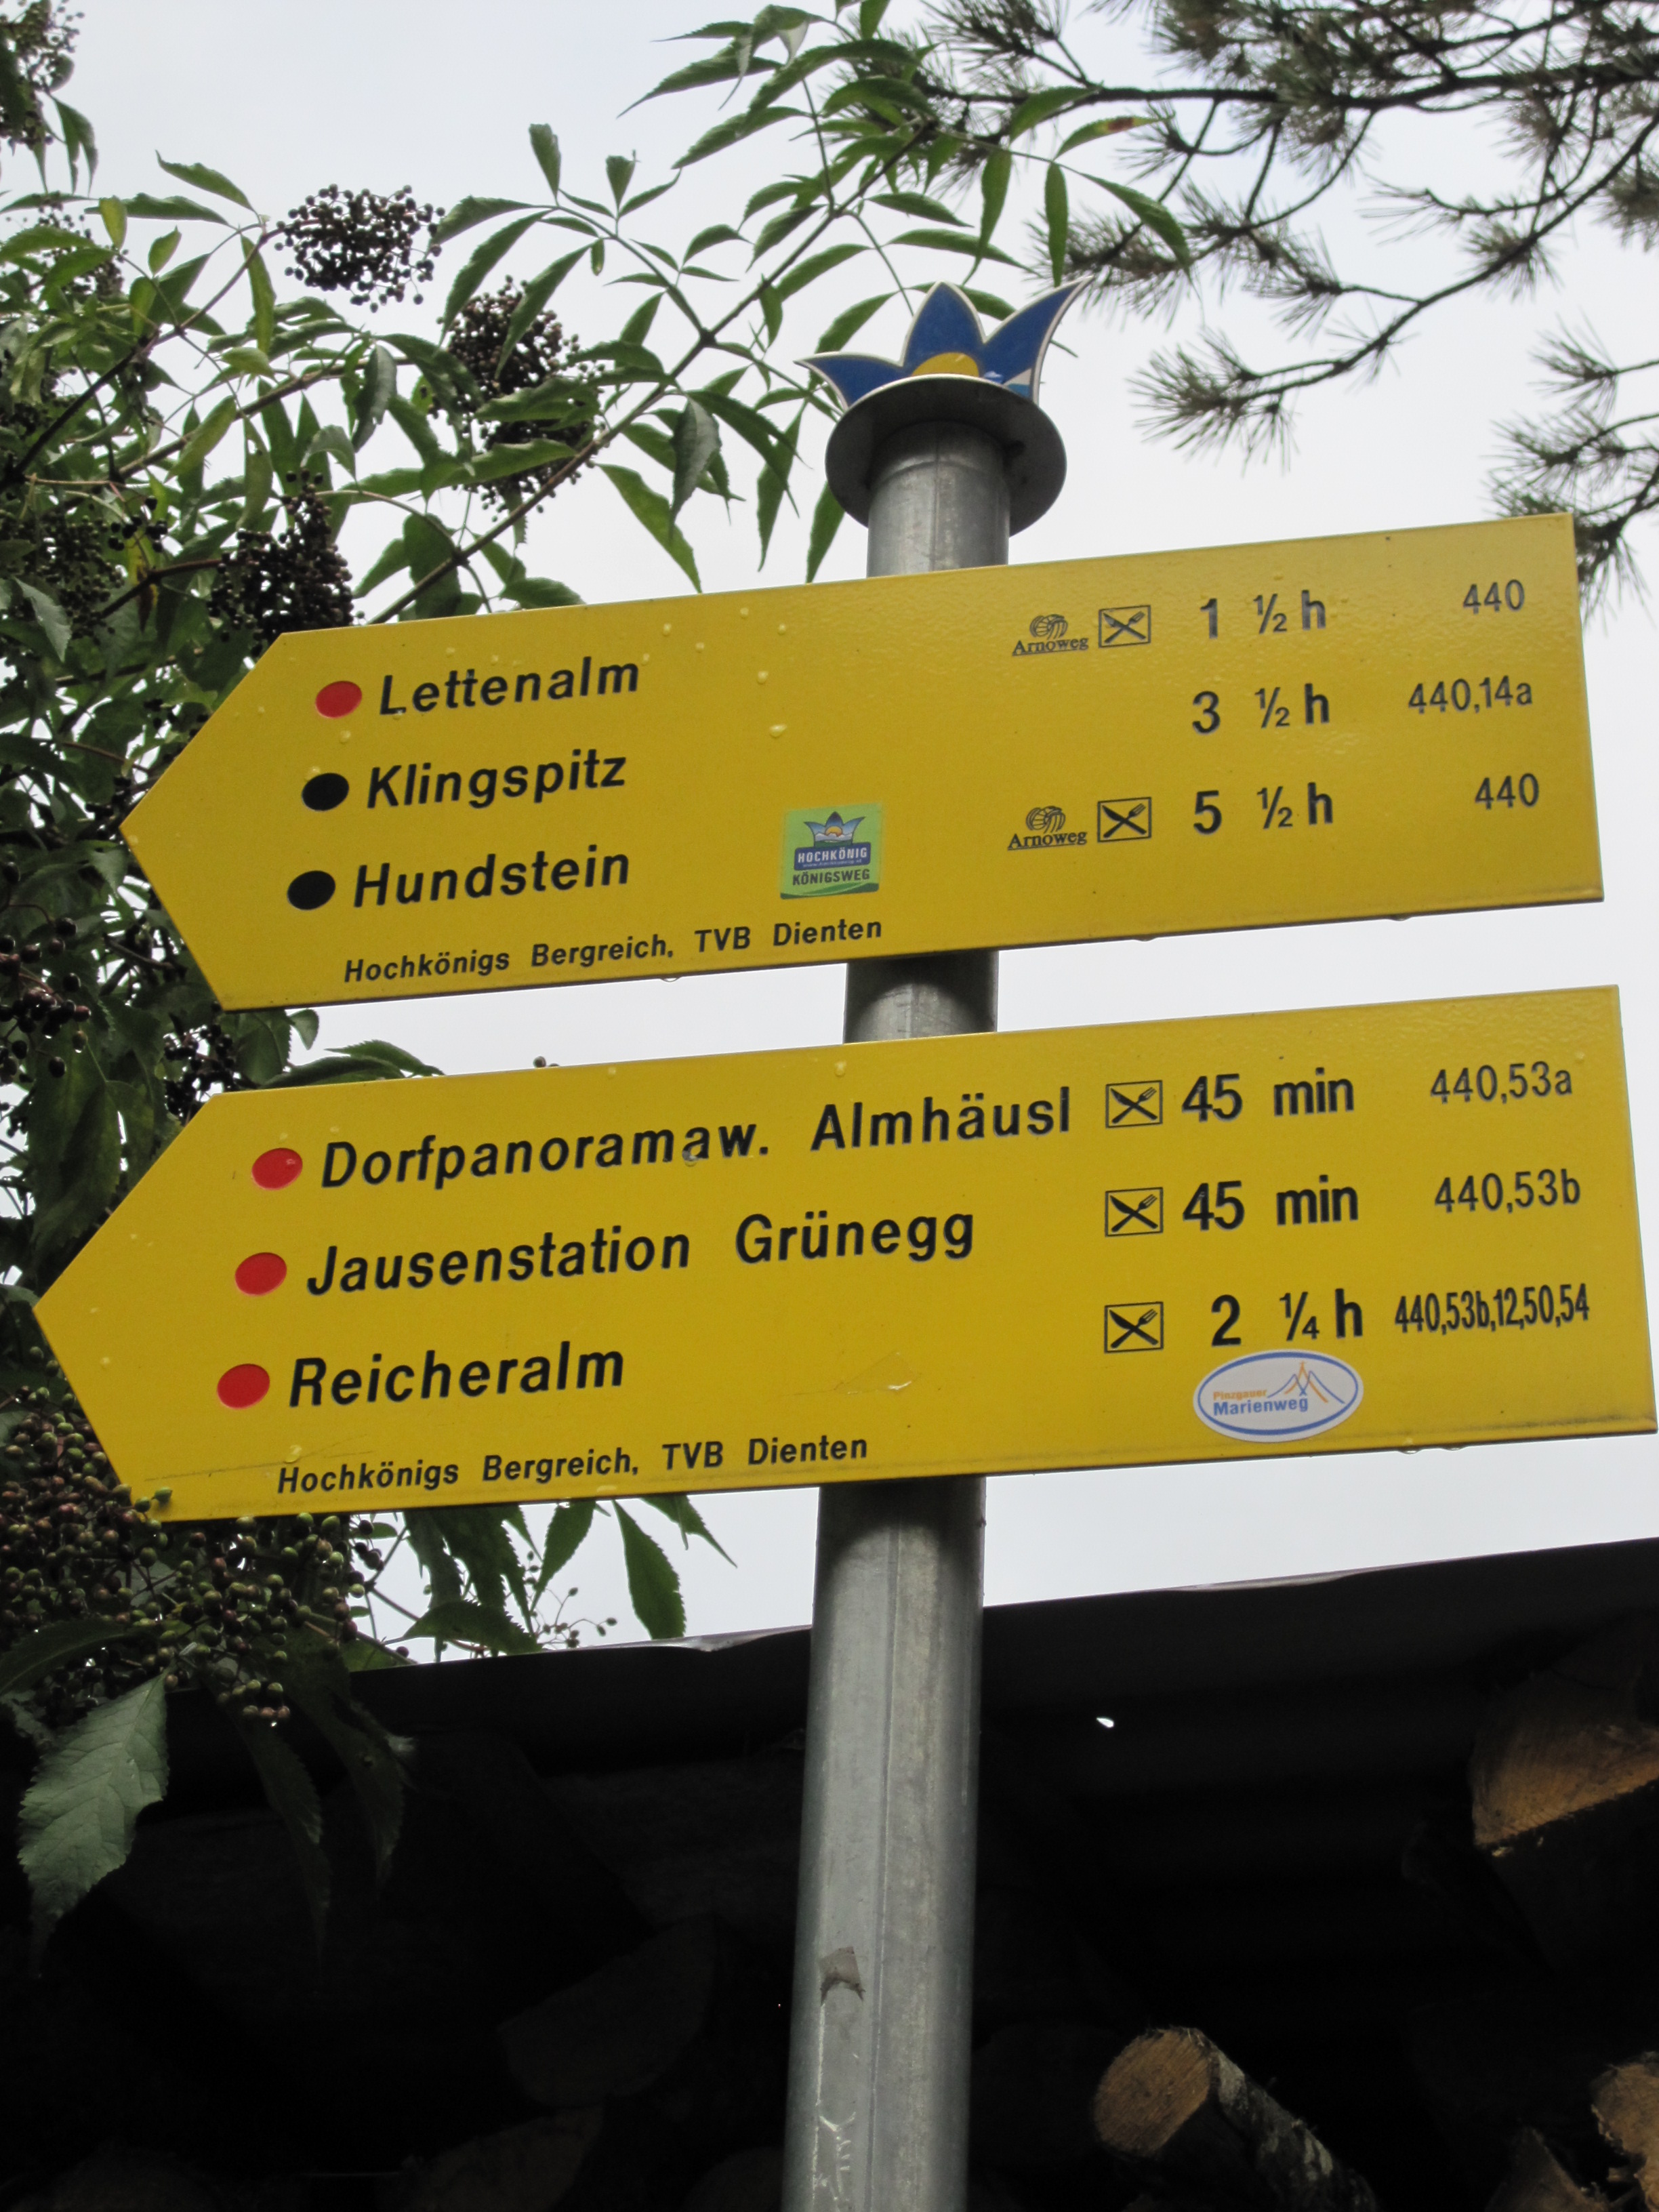 Lettenalm Arnoweg 1 ½ h 440
Klingspitz 3 ½ h 440,14a
Hundstein Arnoweg 5 ½ h 440
HOCHKÖNIG
KÖNIGSWEG
Hochkönigs Bergreich, TVB Dienten
Dorfpanoramaw. Almhäusl 45 min 440,53a
Jausenstation Grünegg 45 min 440,53b
Reicheralm 2 ¼ h 440,53b,12,50,54
Pinzgauer
Marienweg
Hochkönigs Bergreich, TVB Dienten